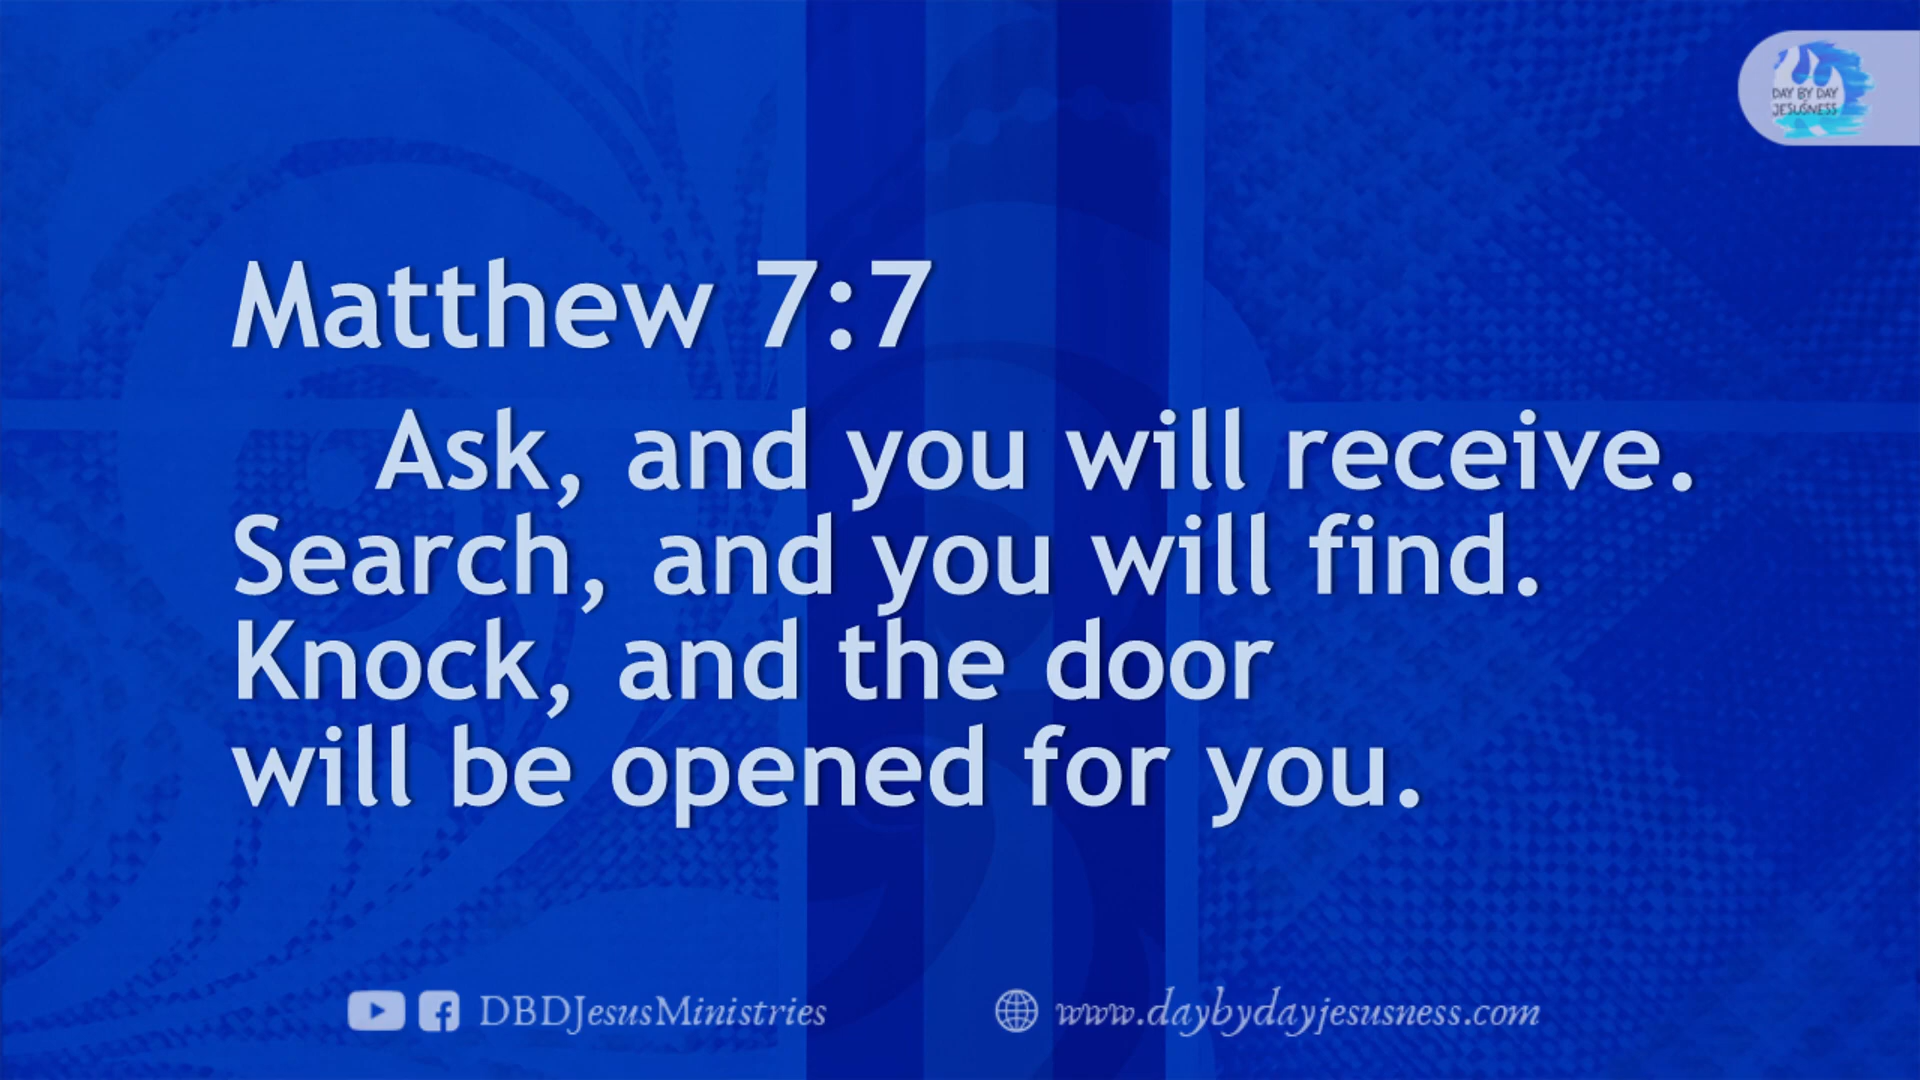 DAY BY DAY
JESUSNESS
Matthew 7:7
Ask, and you will receive.
Search, and you will find.
Knock, and the door
will be opened for you.
DBDJesusMinistries
www.daybydayjesusness.com